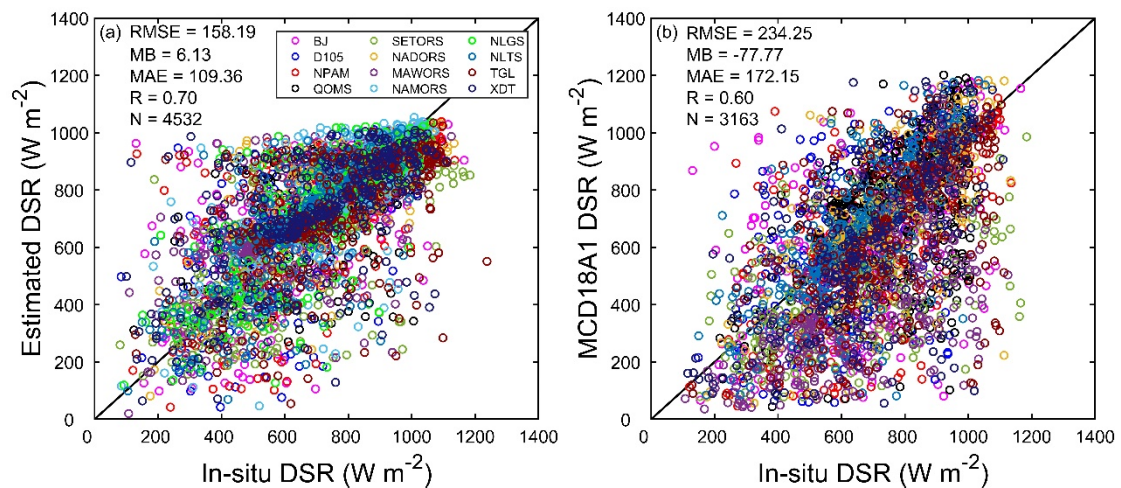 (a)
RMSE = 158.19
MB = 6.13
MAE = 109.36
R = 0.70
N = 4532
BJ SETORS NLGS
D105 NADORS NLTS
NPAM MAWORS TGL
QOMS NAMORS XDT
1400
1200
1000
800
600
400
200
0
0 200 400 600 800 1000 1200 1400
Estimated DSR (W m⁻²)
In-situ DSR (W m⁻²)
(b)
RMSE = 234.25
MB = -77.77
MAE = 172.15
R = 0.60
N = 3163
1400
1200
1000
800
600
400
200
0
0 200 400 600 800 1000 1200 1400
MCD18A1 DSR (W m⁻²)
In-situ DSR (W m⁻²)